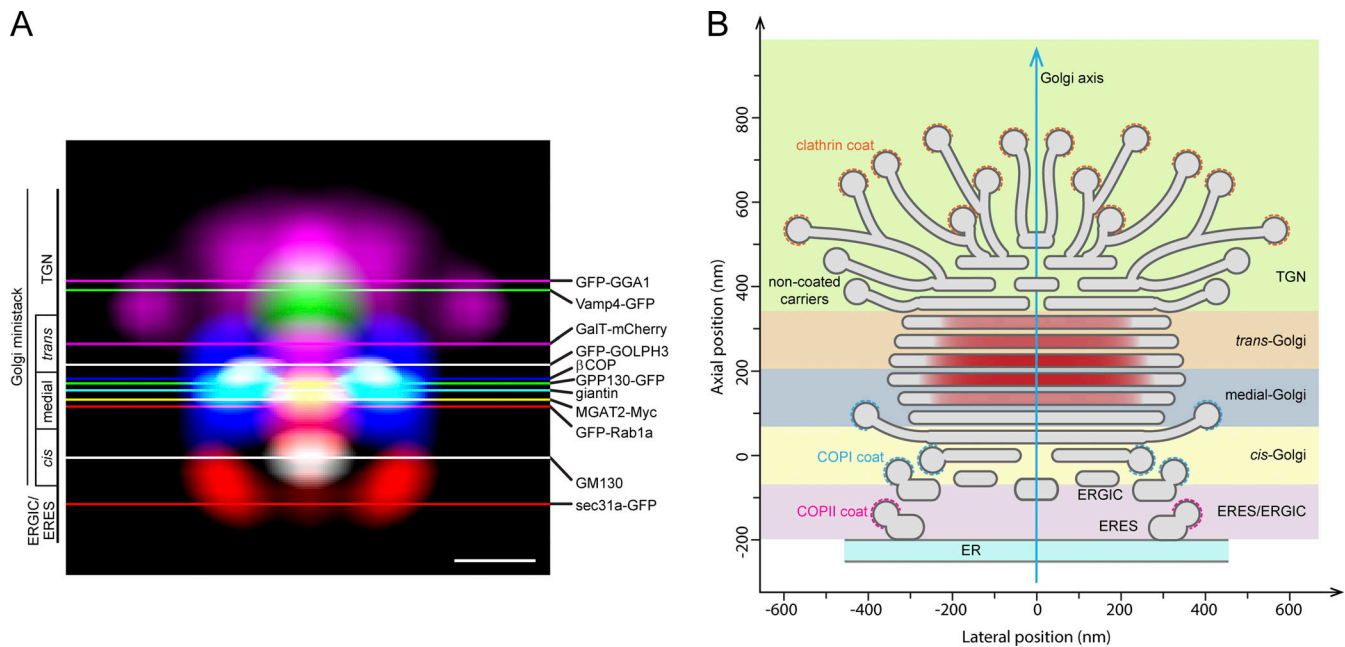 A
Golgi ministack
TGN
trans
medial
cis
ERGIC/
ERES
GFP-GGA1
Vamp4-GFP
GalT-mCherry
GFP-GOLPH3
βCOP
GPP130-GFP
giantin
MGAT2-Myc
GFP-Rab1a
GM130
sec31a-GFP
B
Golgi axis
clathrin coat
non-coated
carriers
TGN
trans-Golgi
medial-Golgi
COPI coat
cis-Golgi
ERGIC
COPII coat
ERES/ERGIC
ERES
ER
Axial position (nm)
800
600
400
200
0
-200
-600
-400
-200
0
200
400
600
Lateral position (nm)